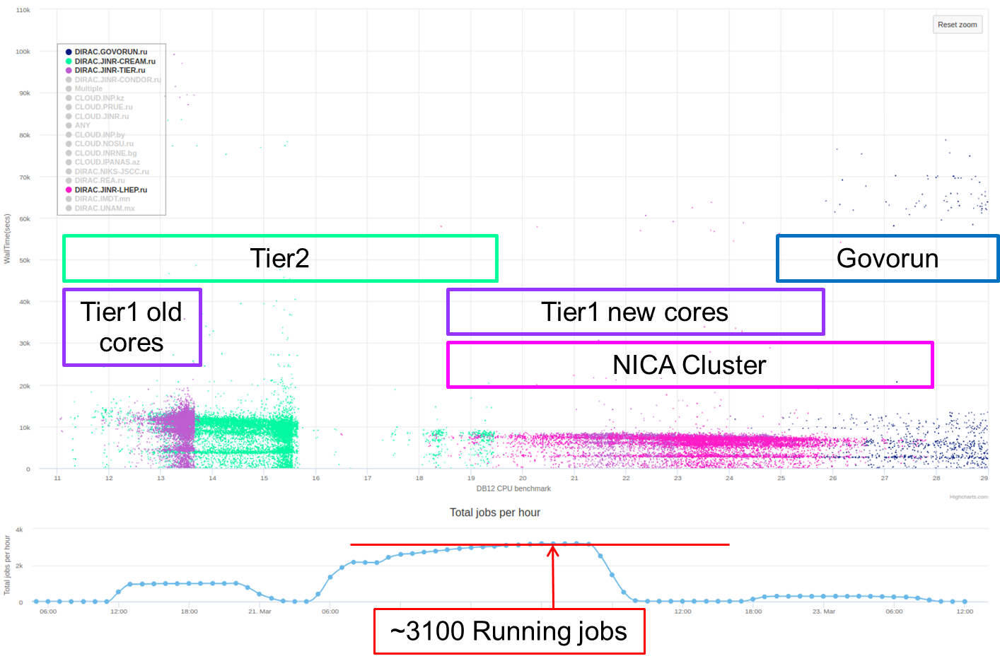 110k
Reset zoom
100k
DIRAC.GOVORUN.ru
DIRAC.JINR-CREAM.ru
DIRAC.JINR-TIER.ru
DIRAC.JINR-CONDOR.ru
Multiple
CLOUD.INP.kz
CLOUD.PRUE.ru
CLOUD.JINR.ru
ANY
CLOUD.INP.by
CLOUD.NOSU.ru
CLOUD.INRNE.bg
CLOUD.IPANAS.az
DIRAC.NIKS-JSCC.ru
DIRAC.REA.ru
DIRAC.JINR-LHEP.ru
DIRAC.IMDT.mn
DIRAC.UNAM.mx
90k
80k
70k
60k
50k
40k
30k
20k
10k
0
WallTime(secs)
Tier2
Govorun
Tier1 old
cores
Tier1 new cores
NICA Cluster
11 12 13 14 15 16 17 18 19 20 21 22 23 24 25 26 27 28 29
DB12 CPU benchmark
Highcharts.com
Total jobs per hour
4k
2k
0
Total jobs per hour
06:00 12:00 18:00 21. Mar 06:00 12:00 18:00 23. Mar 06:00 12:00
~3100 Running jobs